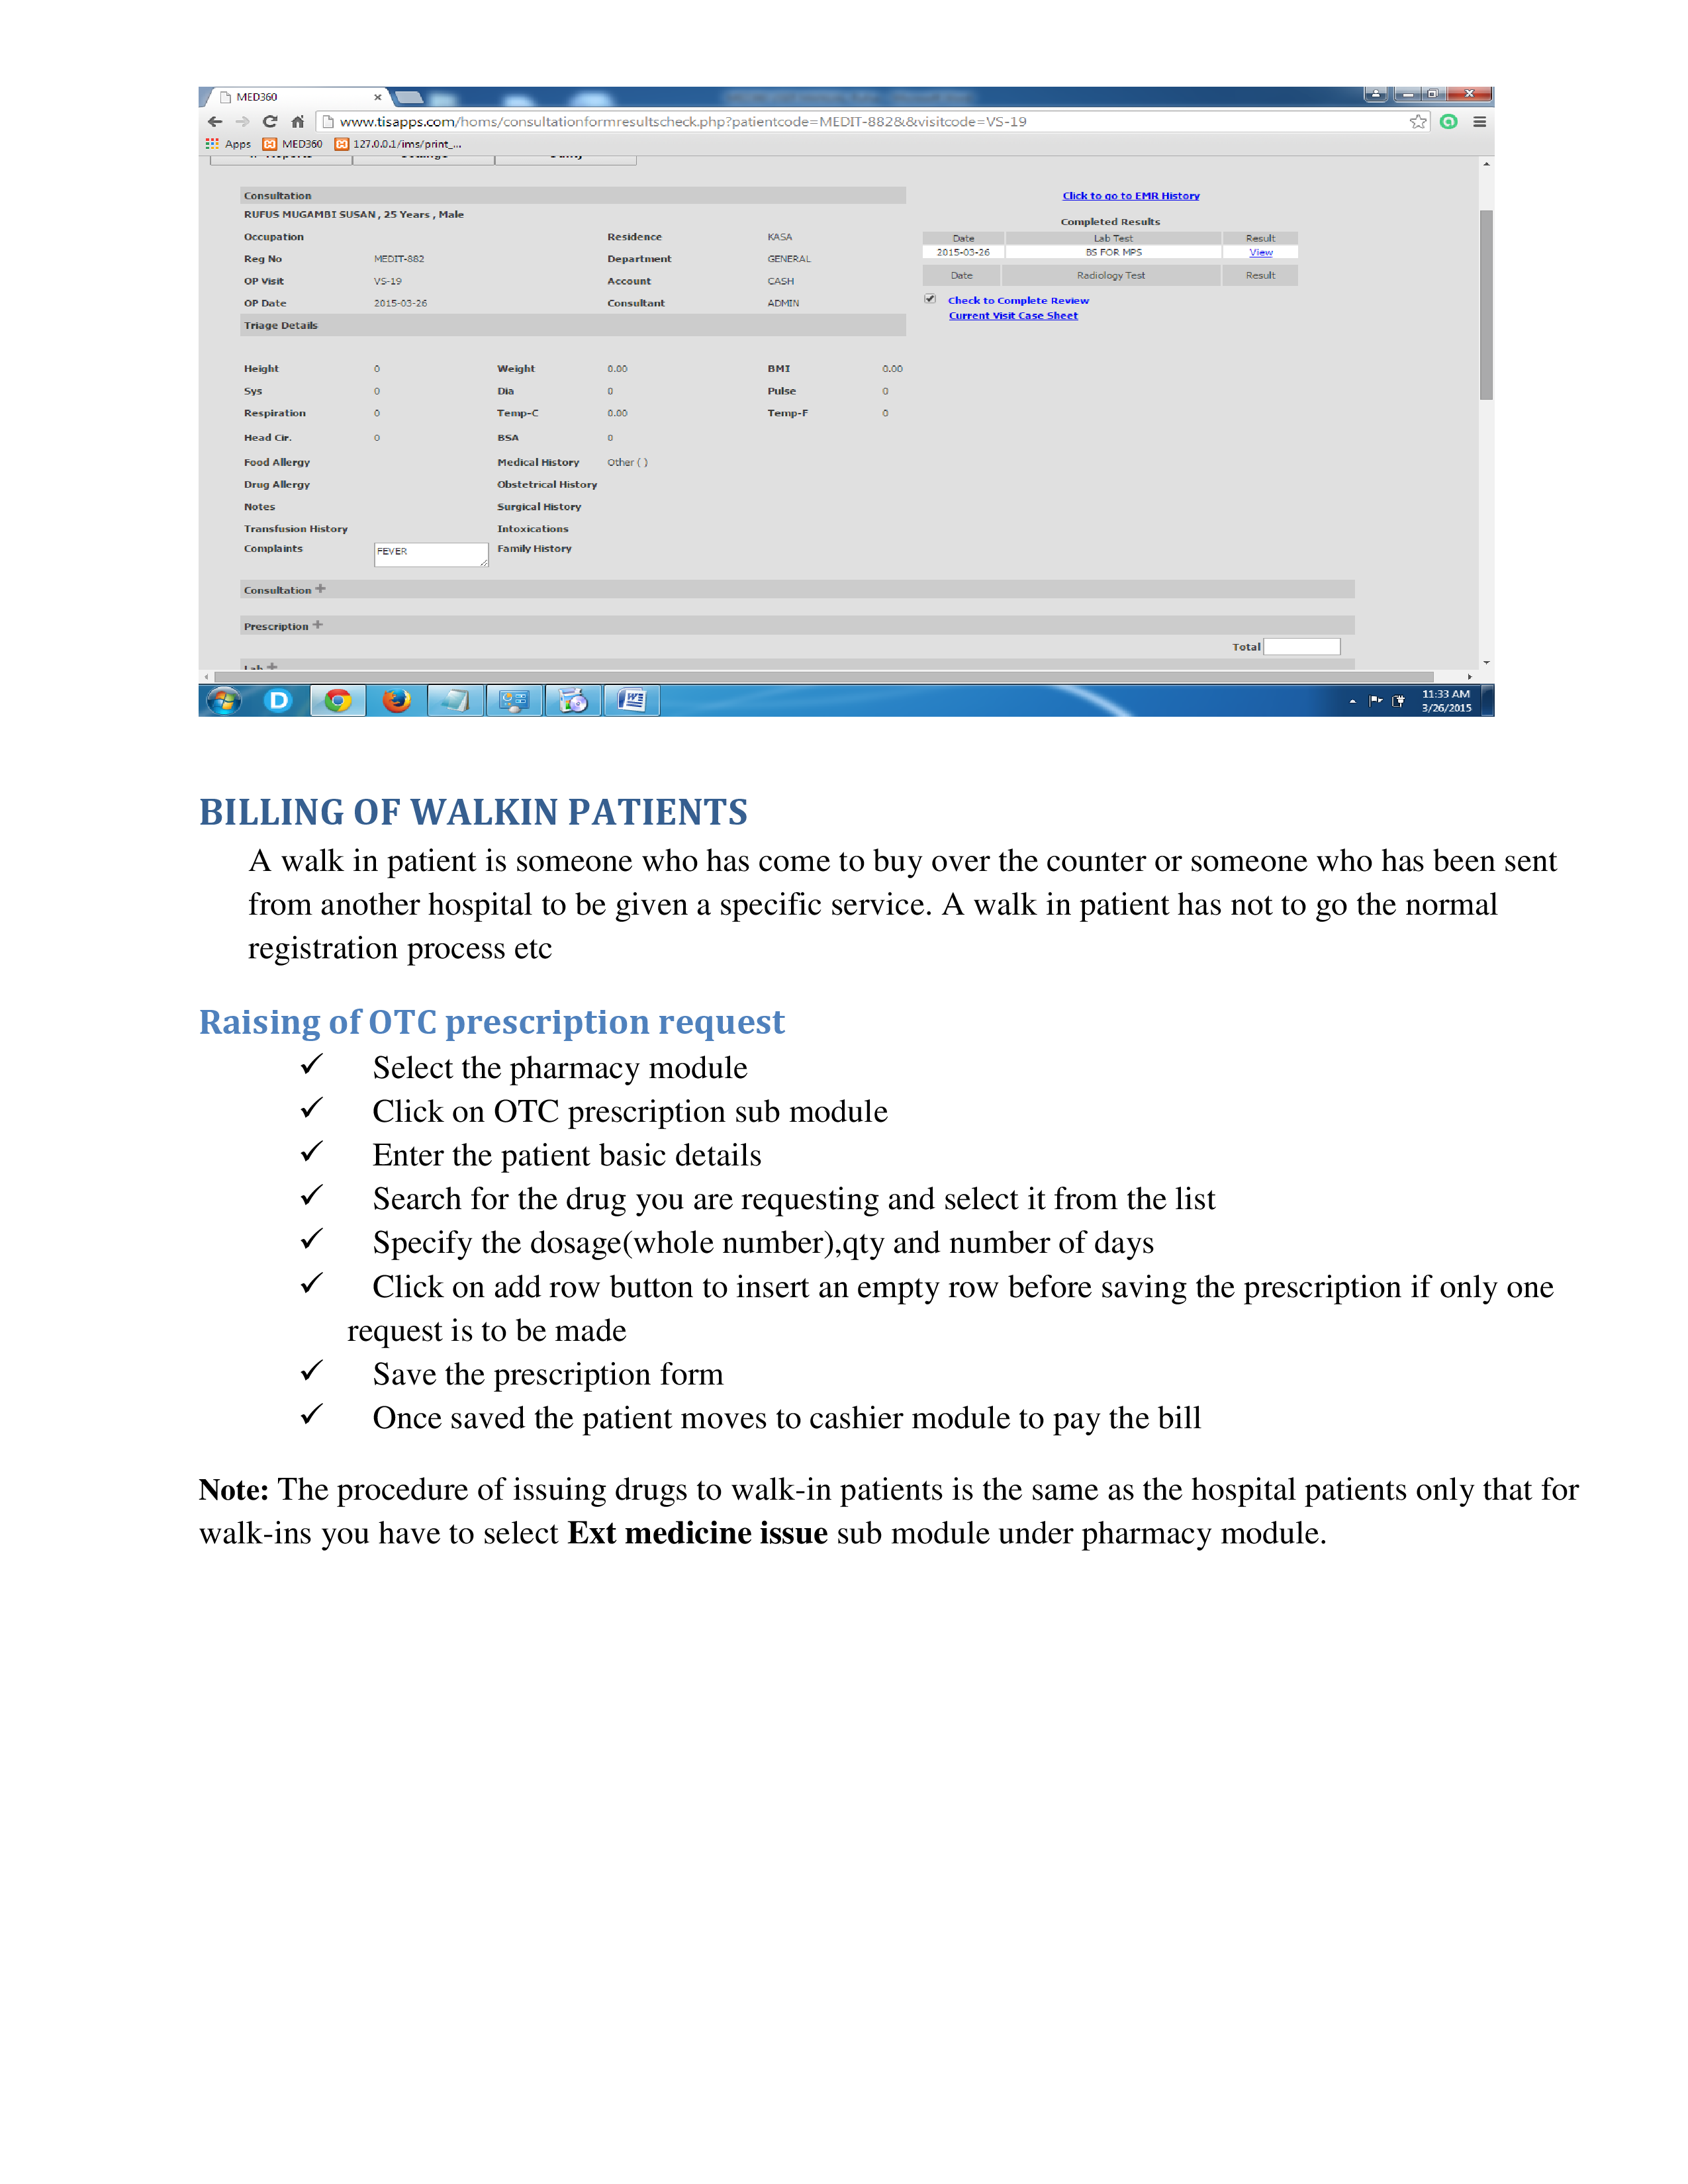 MED360
www.tisapps.com/homs/consultationformresultscheck.php?patientcode=MEDIT-882&&visitcode=VS-19
Apps MED360 127.0.0.1/ims/print_...
Consultation Click to go to EMR History
RUFUS MUGAMBI SUSAN , 25 Years , Male Completed Results
Occupation Residence KASA Date Lab Test Result
Reg No MEDIT-882 Department GENERAL 2015-03-26 BS FOR MPS View
OP Visit VS-19 Account CASH Date Radiology Test Result
OP Date 2015-03-26 Consultant ADMIN Check to Complete Review
Triage Details Current Visit Case Sheet
Height 0 Weight 0.00 BMI 0.00
Sys 0 Dia 0 Pulse 0
Respiration 0 Temp-C 0.00 Temp-F 0
Head Cir. 0 BSA 0
Food Allergy Medical History Other ( )
Drug Allergy Obstetrical History
Notes Surgical History
Transfusion History Intoxications
Complaints FEVER Family History
Consultation +
Prescription +
Total
Lab +
11:33 AM
3/26/2015
BILLING OF WALKIN PATIENTS
A walk in patient is someone who has come to buy over the counter or someone who has been sent
from another hospital to be given a specific service. A walk in patient has not to go the normal
registration process etc
Raising of OTC prescription request
✓ Select the pharmacy module
✓ Click on OTC prescription sub module
✓ Enter the patient basic details
✓ Search for the drug you are requesting and select it from the list
✓ Specify the dosage(whole number),qty and number of days
✓ Click on add row button to insert an empty row before saving the prescription if only one
request is to be made
✓ Save the prescription form
✓ Once saved the patient moves to cashier module to pay the bill
Note: The procedure of issuing drugs to walk-in patients is the same as the hospital patients only that for
walk-ins you have to select Ext medicine issue sub module under pharmacy module.